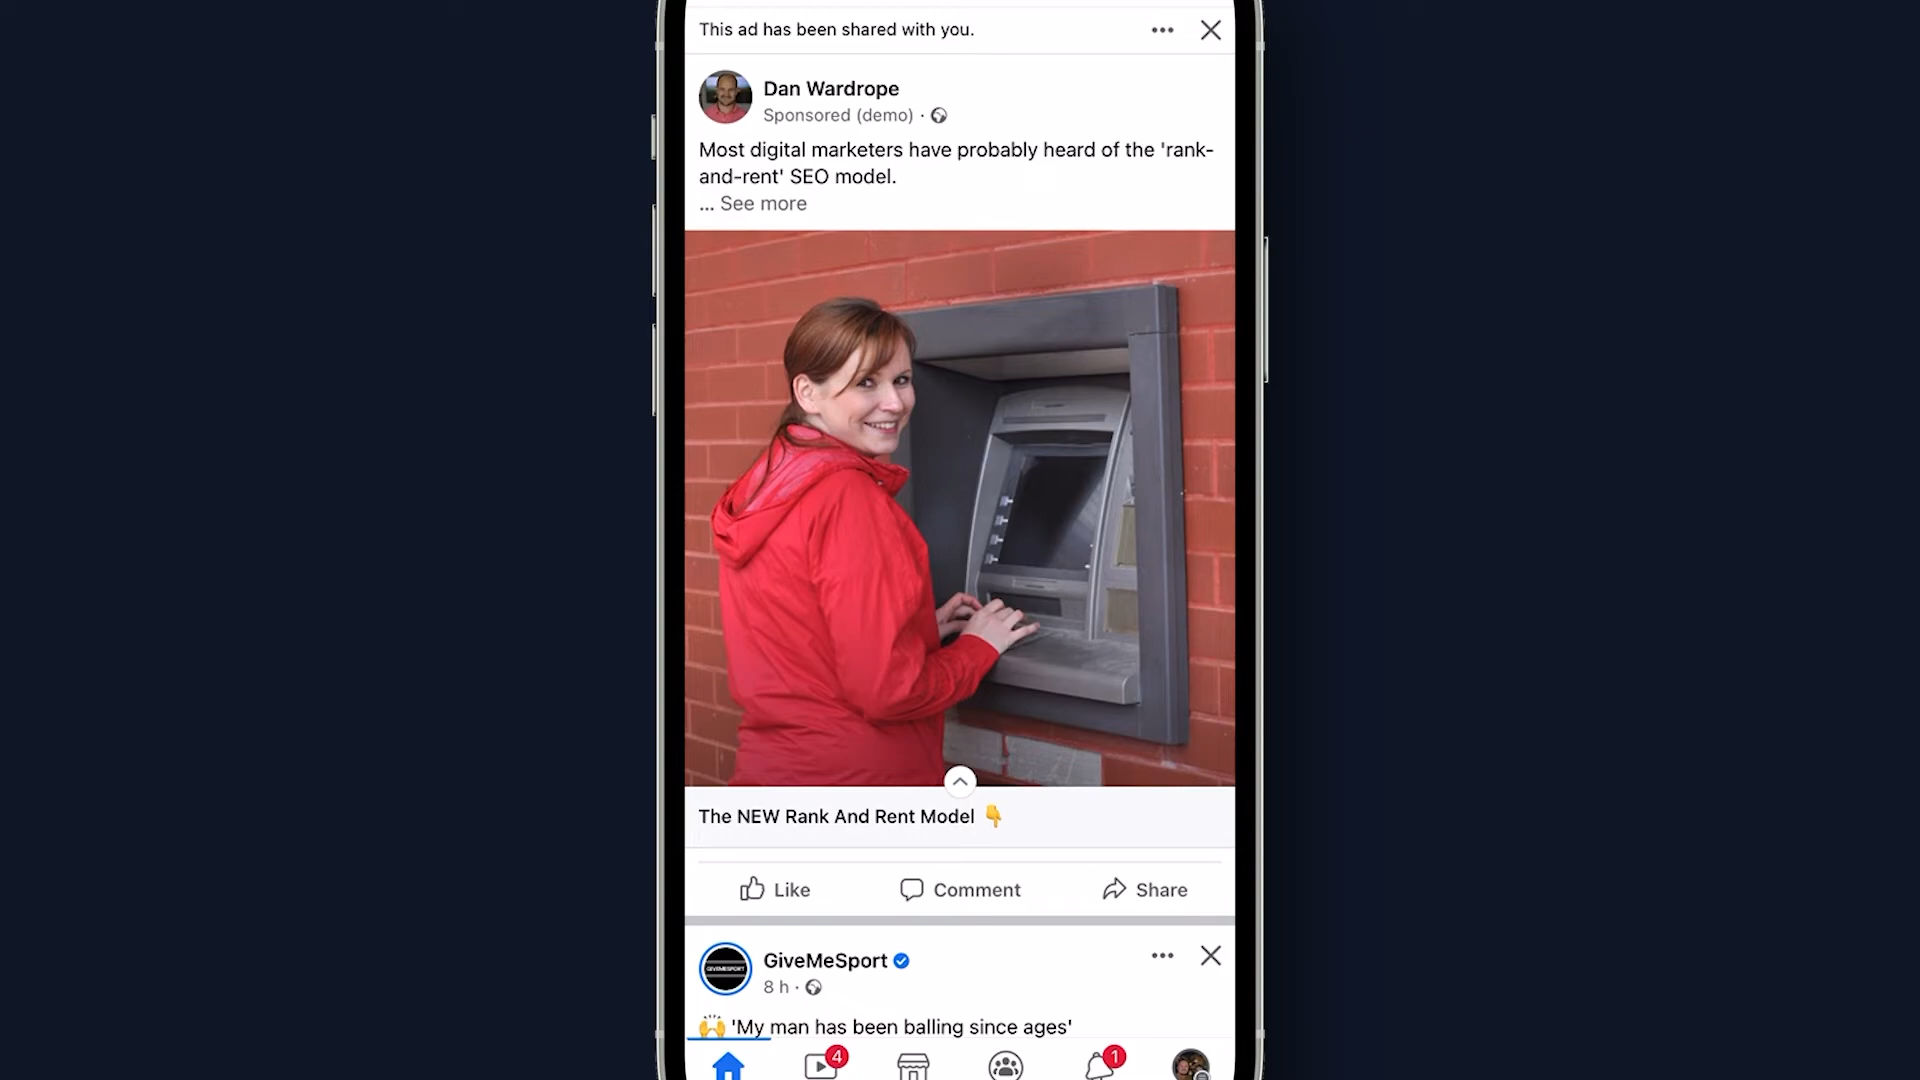 This ad has been shared with you.
Dan Wardrope
Sponsored (demo) ·
Most digital marketers have probably heard of the 'rank-
and-rent' SEO model.
... See more
The NEW Rank And Rent Model 👇
Like
Comment
Share
GIVEMESPORT
GiveMeSport
8 h ·
🙌 'My man has been balling since ages'
4
1